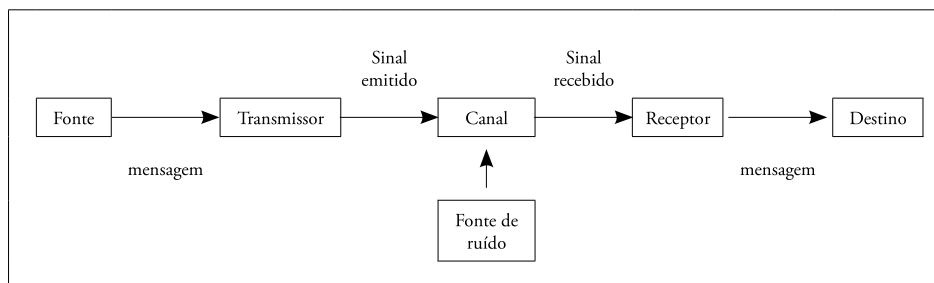 Sinal
emitido
Sinal
recebido
Fonte
Transmissor
Canal
Receptor
Destino
mensagem
mensagem
Fonte de
ruído